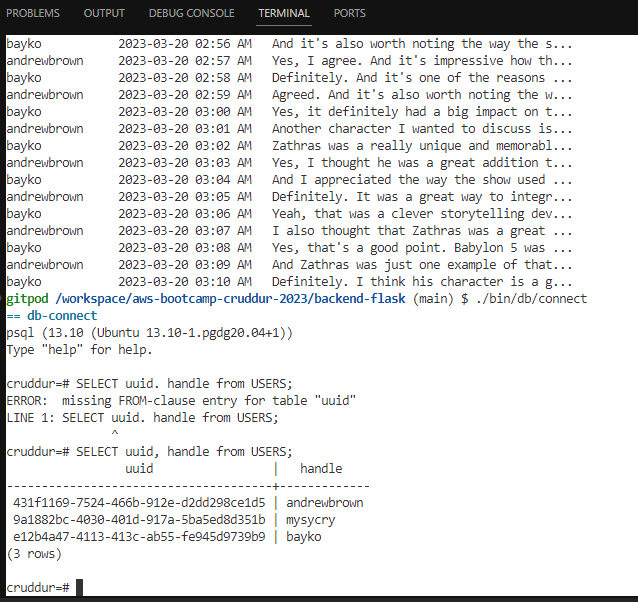 PROBLEMS OUTPUT DEBUG CONSOLE TERMINAL PORTS
bayko 2023-03-20 02:56 AM And it's also worth noting the way the s...
andrewbrown 2023-03-20 02:57 AM Yes, I agree. And it's impressive how th...
bayko 2023-03-20 02:58 AM Definitely. And it's one of the reasons ...
andrewbrown 2023-03-20 02:59 AM Agreed. And it's also worth noting the w...
bayko 2023-03-20 03:00 AM Yes, it definitely had a big impact on t...
andrewbrown 2023-03-20 03:01 AM Another character I wanted to discuss is...
bayko 2023-03-20 03:02 AM Zathras was a really unique and memorabl...
andrewbrown 2023-03-20 03:03 AM Yes, I thought he was a great addition t...
bayko 2023-03-20 03:04 AM And I appreciated the way the show used ...
andrewbrown 2023-03-20 03:05 AM Definitely. It was a great way to integr...
bayko 2023-03-20 03:06 AM Yeah, that was a clever storytelling dev...
andrewbrown 2023-03-20 03:07 AM I also thought that Zathras was a great ...
bayko 2023-03-20 03:08 AM Yes, that's a good point. Babylon 5 was ...
andrewbrown 2023-03-20 03:09 AM And Zathras was just one example of that...
bayko 2023-03-20 03:10 AM Definitely. I think his character is a g...
gitpod /workspace/aws-bootcamp-cruddur-2023/backend-flask (main) $ ./bin/db/connect
== db-connect
psql (13.10 (Ubuntu 13.10-1.pgdg20.04+1))
Type "help" for help.
cruddur=# SELECT uuid. handle from USERS;
ERROR:  missing FROM-clause entry for table "uuid"
LINE 1: SELECT uuid. handle from USERS;
^
cruddur=# SELECT uuid, handle from USERS;
uuid | handle
--------------------------------------+-------------
431f1169-7524-466b-912e-d2dd298ce1d5 | andrewbrown
9a1882bc-4030-401d-917a-5ba5ed8d351b | mysycry
e12b4a47-4113-413c-ab55-fe945d9739b9 | bayko
(3 rows)
cruddur=#